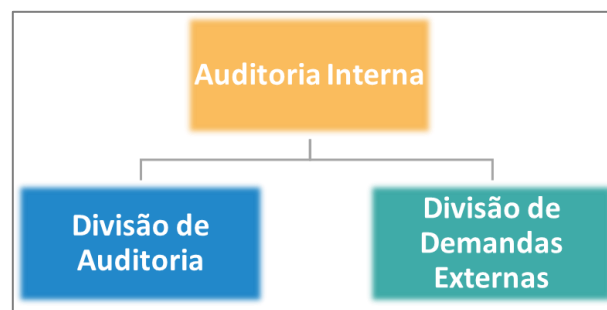 Auditoria Interna
Divisão de
Auditoria
Divisão de
Demandas
Externas